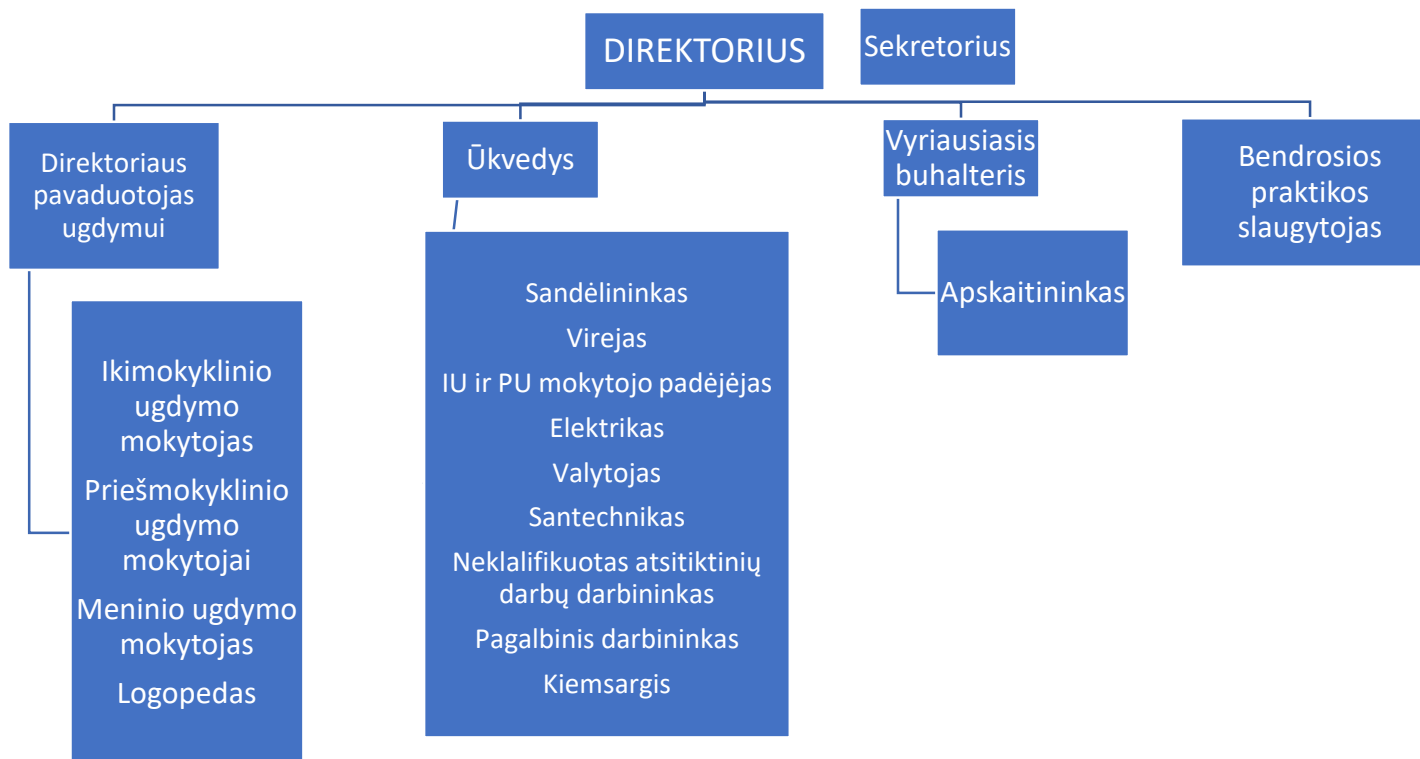 DIREKTORIUS
Sekretorius
Direktoriaus
pavaduotojas
ugdymui
Ūkvedys
Vyriausiasis
buhalteris
Bendrosios
praktikos
slaugytojas
Ikimokyklinio
ugdymo
mokytojas
Priešmokyklinio
ugdymo
mokytojai
Meninio ugdymo
mokytojas
Logopedas
Sandėlininkas
Virejas
IU ir PU mokytojo padėjėjas
Elektrikas
Valytojas
Santechnikas
Neklalifikuotas atsitiktinių
darbų darbininkas
Pagalbinis darbininkas
Kiemsargis
Apskaitininkas